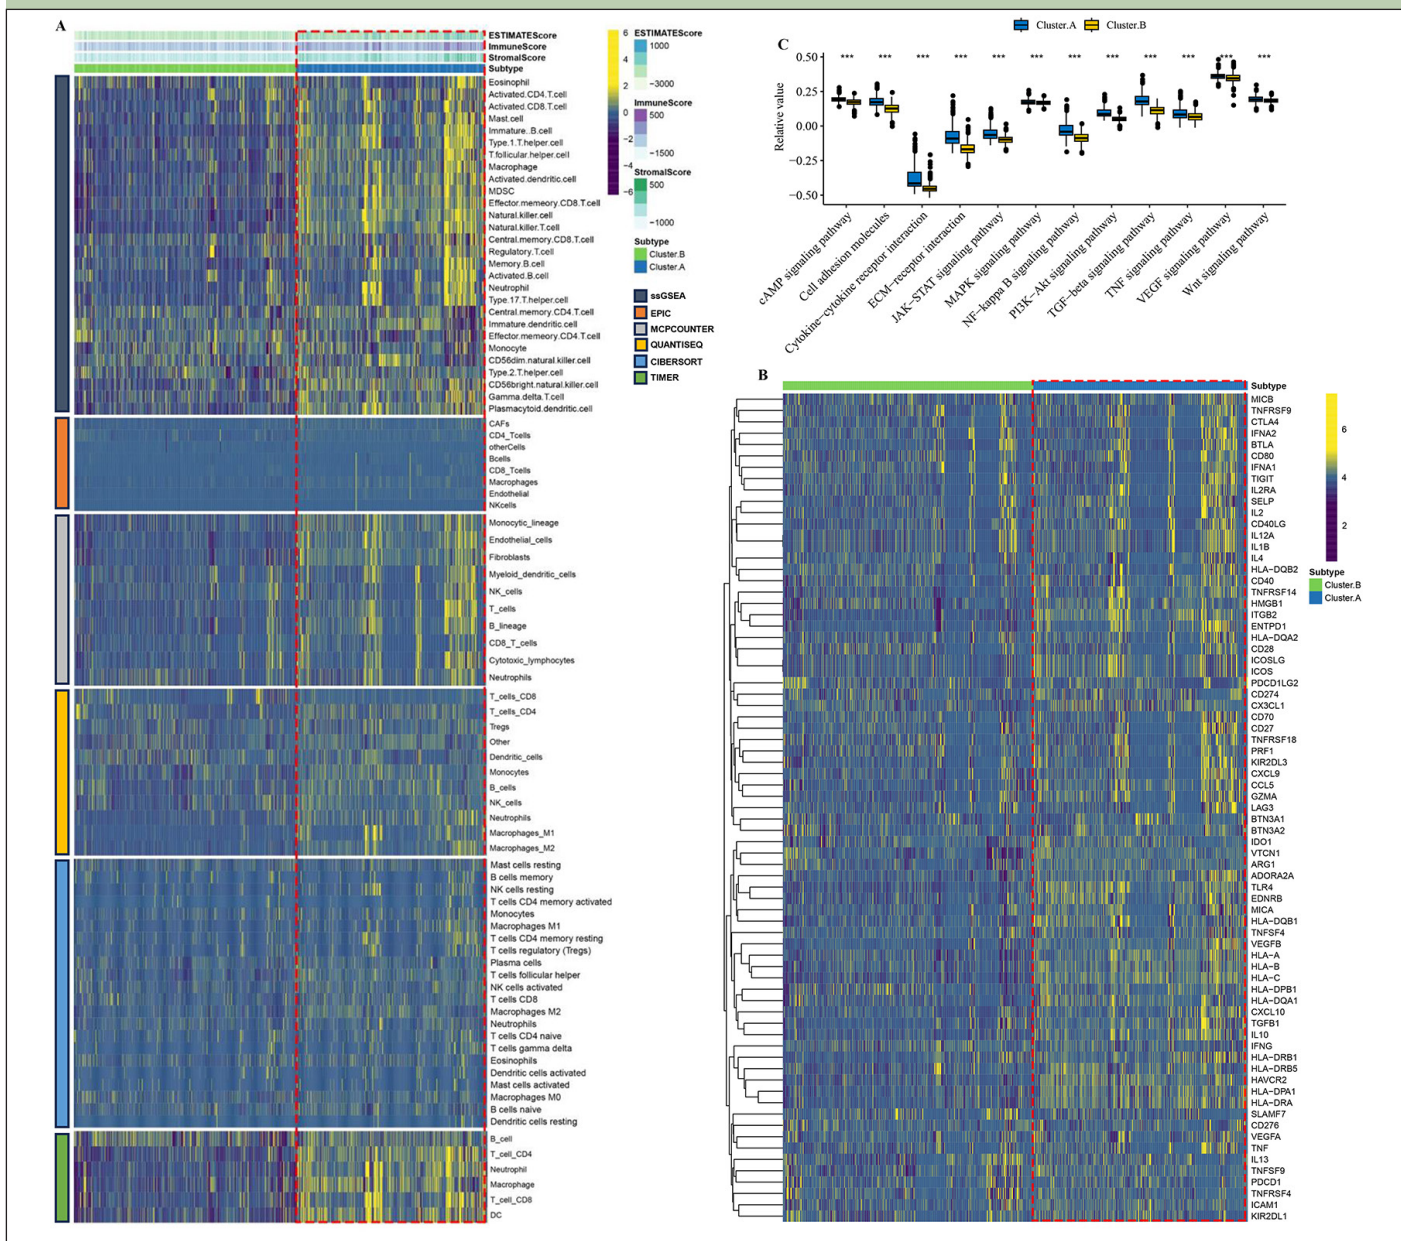 A
ESTIMATEScore
ImmuneScore
StromalScore
Subtype
Eosinophil
Activated.CD4.T.cell
Activated.CD8.T.cell
Mast.cell
Immature..B.cell
Type.1.T.helper.cell
T.follicular.helper.cell
Macrophage
Activated.dendritic.cell
MDSC
Effector.memeory.CD8.T.cell
Natural.killer.cell
Natural.killer.T.cell
Central.memory.CD8.T.cell
Regulatory.T.cell
Memory.B.cell
Activated.B.cell
Neutrophil
Type.17.T.helper.cell
Central.memory.CD4.T.cell
Immature.dendritic.cell
Effector.memeory.CD4.T.cell
Monocyte
CD56dim.natural.killer.cell
Type.2.T.helper.cell
CD56bright.natural.killer.cell
Gamma.delta.T.cell
Plasmacytoid.dendritic.cell
CAFs
CD4_Tcells
otherCells
Bcells
CD8_Tcells
Macrophages
Endothelial
NKcells
Monocytic_lineage
Endothelial_cells
Fibroblasts
Myeloid_dendritic_cells
NK_cells
T_cells
B_lineage
CD8_T_cells
Cytotoxic_lymphocytes
Neutrophils
T_cells_CD8
T_cells_CD4
Tregs
Other
Dendritic_cells
Monocytes
B_cells
NK_cells
Neutrophils
Macrophages_M1
Macrophages_M2
Mast cells resting
B cells memory
NK cells resting
T cells CD4 memory activated
Monocytes
Macrophages M1
T cells CD4 memory resting
T cells regulatory (Tregs)
Plasma cells
T cells follicular helper
NK cells activated
T cells CD8
Macrophages M2
Neutrophils
T cells CD4 naive
T cells gamma delta
Eosinophils
Dendritic cells activated
Mast cells activated
Macrophages M0
B cells naive
Dendritic cells resting
B_cell
T_cell_CD4
Neutrophil
Macrophage
T_cell_CD8
DC
6
4
2
0
−2
−4
−6
ESTIMATEScore
1000
−3000
ImmuneScore
500
−1500
StromalScore
500
−1000
Subtype
Cluster.B
Cluster.A
ssGSEA
EPIC
MCPCOUNTER
QUANTISEQ
CIBERSORT
TIMER
C
Cluster.A Cluster.B
Relative value
0.50
0.25
0.00
−0.25
−0.50
*** *** *** *** *** *** *** *** *** *** *** ***
cAMP signaling pathway
Cell adhesion molecules
Cytokine−cytokine receptor interaction
ECM−receptor interaction
JAK−STAT signaling pathway
MAPK signaling pathway
NF−kappa B signaling pathway
PI3K−Akt signaling pathway
TGF−beta signaling pathway
TNF signaling pathway
VEGF signaling pathway
Wnt signaling pathway
B
Subtype
MICB
TNFRSF9
CTLA4
IFNA2
BTLA
CD80
IFNA1
TIGIT
IL2RA
SELP
IL2
CD40LG
IL12A
IL1B
IL4
HLA−DQB2
CD40
TNFRSF14
HMGB1
ITGB2
ENTPD1
HLA−DQA2
CD28
ICOSLG
ICOS
PDCD1LG2
CD274
CX3CL1
CD70
CD27
TNFRSF18
PRF1
KIR2DL3
CXCL9
CCL5
GZMA
LAG3
BTN3A1
BTN3A2
IDO1
VTCN1
ARG1
ADORA2A
TLR4
EDNRB
MICA
HLA−DQB1
TNFSF4
VEGFB
HLA−A
HLA−B
HLA−C
HLA−DPB1
HLA−DQA1
CXCL10
TGFB1
IL10
IFNG
HLA−DRB1
HLA−DRB5
HAVCR2
HLA−DPA1
HLA−DRA
SLAMF7
CD276
VEGFA
TNF
IL13
TNFSF9
PDCD1
TNFRSF4
ICAM1
KIR2DL1
6
4
2
Subtype
Cluster.B
Cluster.A